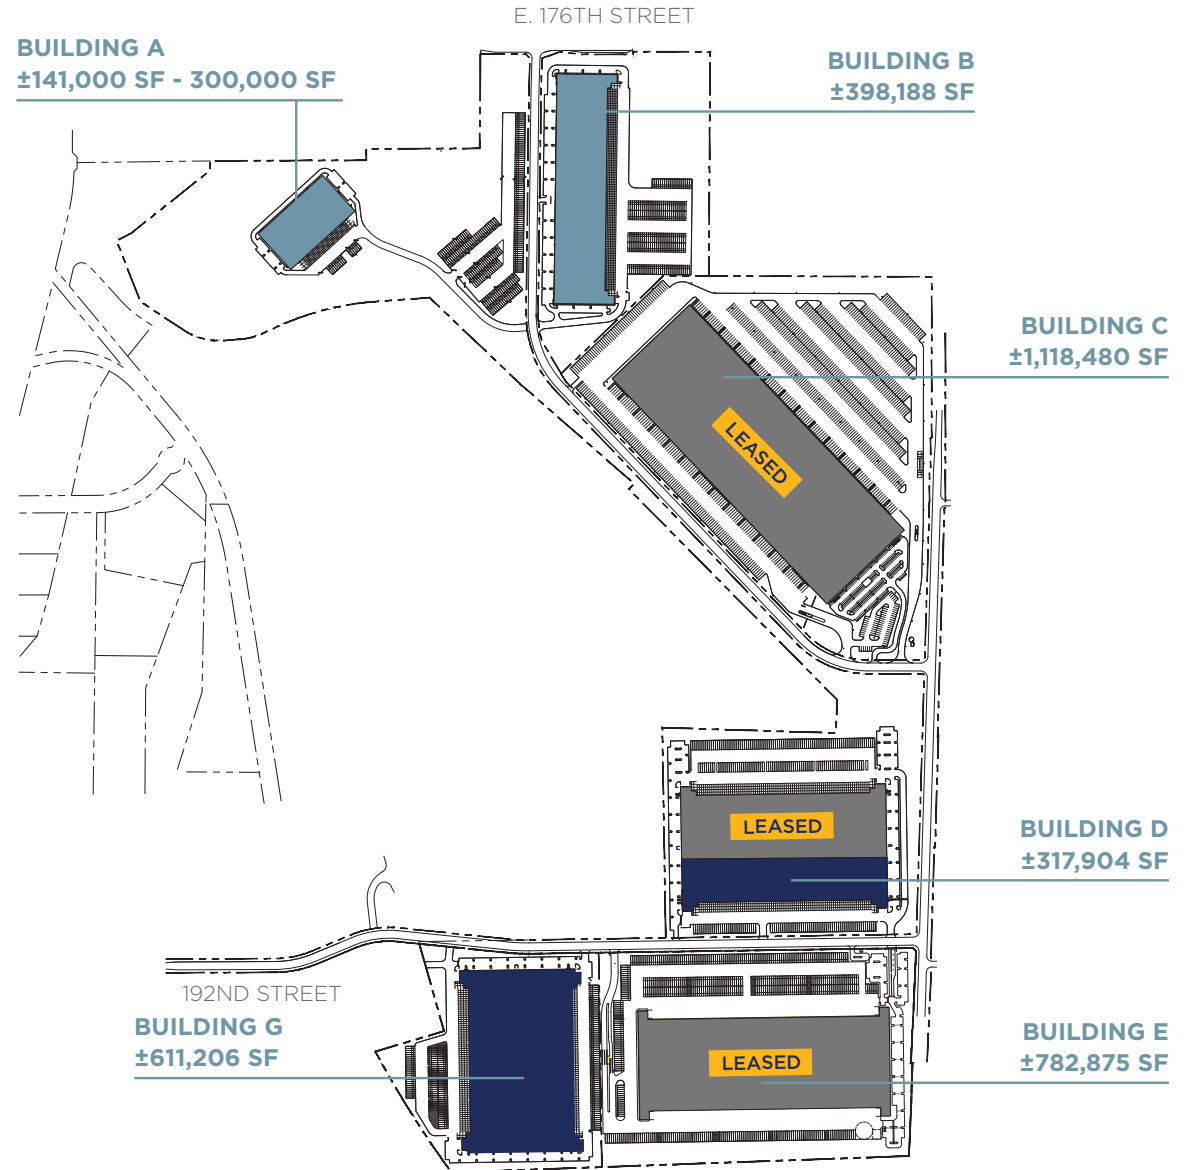 E. 176TH STREET
BUILDING A
±141,000 SF - 300,000 SF
BUILDING B
±398,188 SF
BUILDING C
±1,118,480 SF
LEASED
LEASED
BUILDING D
±317,904 SF
192ND STREET
BUILDING G
±611,206 SF
LEASED
BUILDING E
±782,875 SF